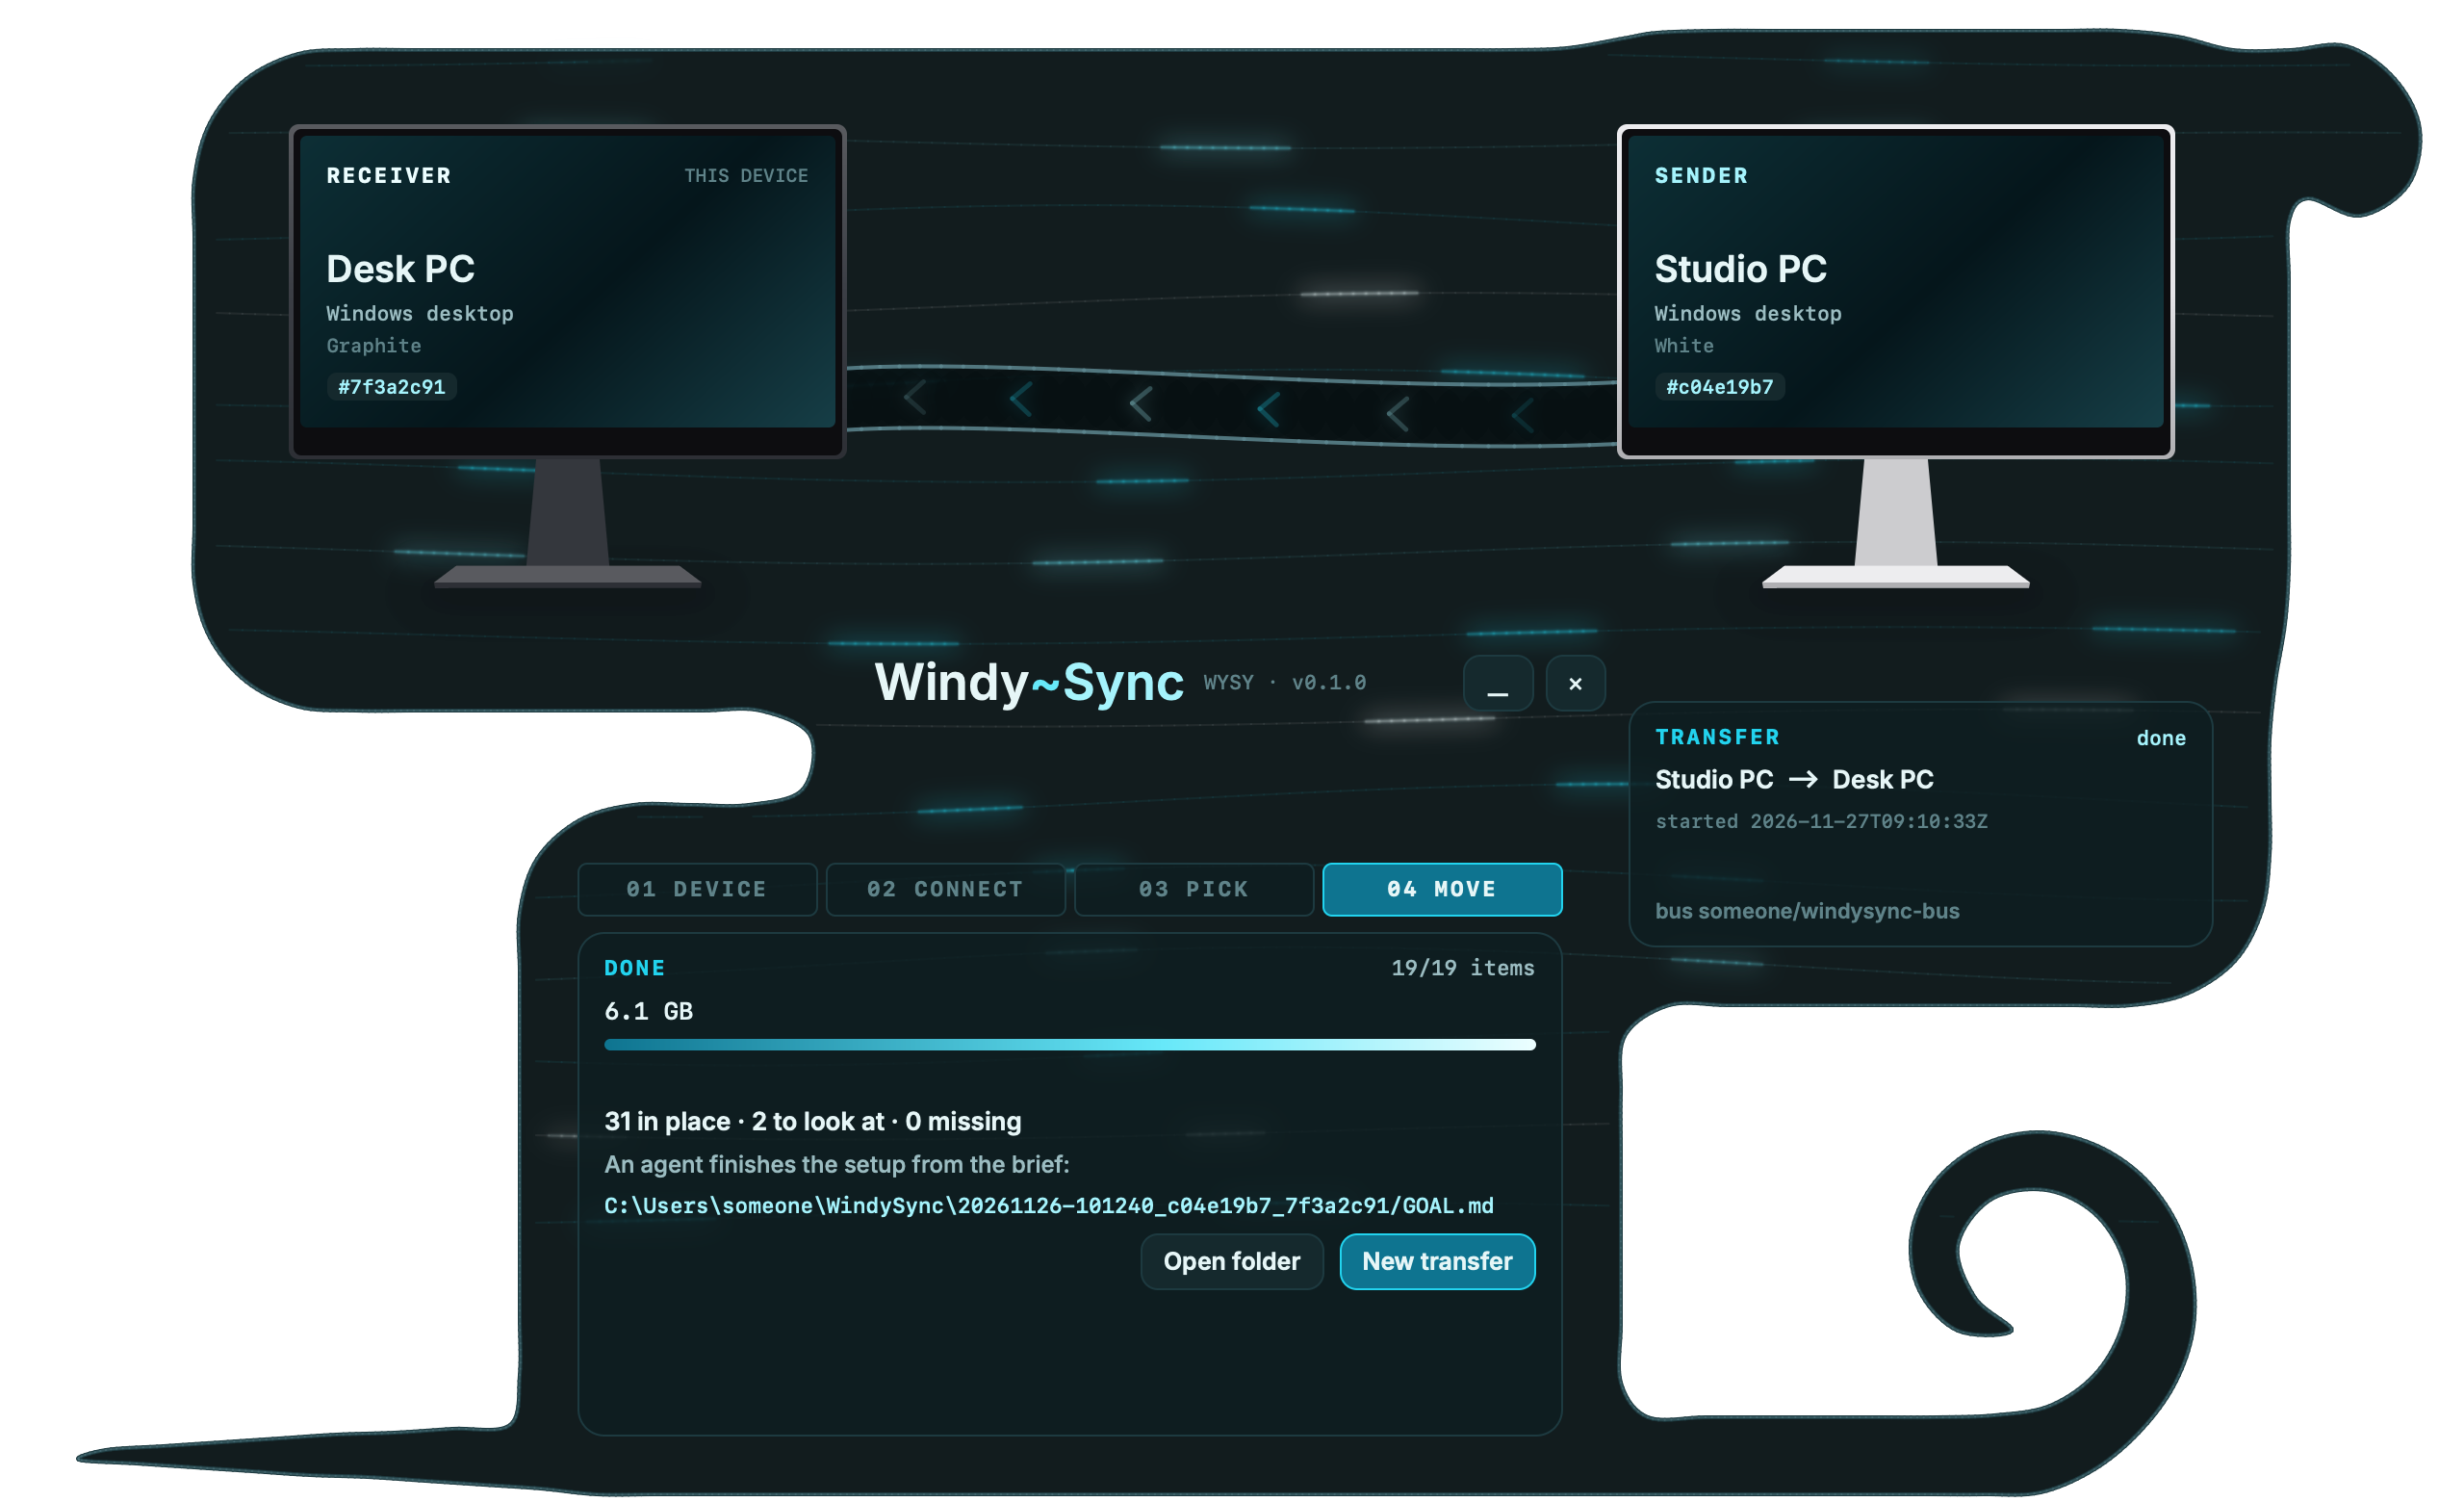 RECEIVER THIS DEVICE
Desk PC
Windows desktop
Graphite
#7f3a2c91
SENDER
Studio PC
Windows desktop
White
#c04e19b7
Windy~Sync WYSY · v0.1.0 _ ×
TRANSFER done
Studio PC → Desk PC
started 2026-11-27T09:10:33Z
bus someone/windysync-bus
01 DEVICE 02 CONNECT 03 PICK 04 MOVE
DONE 19/19 items
6.1 GB
31 in place · 2 to look at · 0 missing
An agent finishes the setup from the brief:
C:\Users\someone\WindySync\20261126-101240_c04e19b7_7f3a2c91/GOAL.md
Open folder New transfer